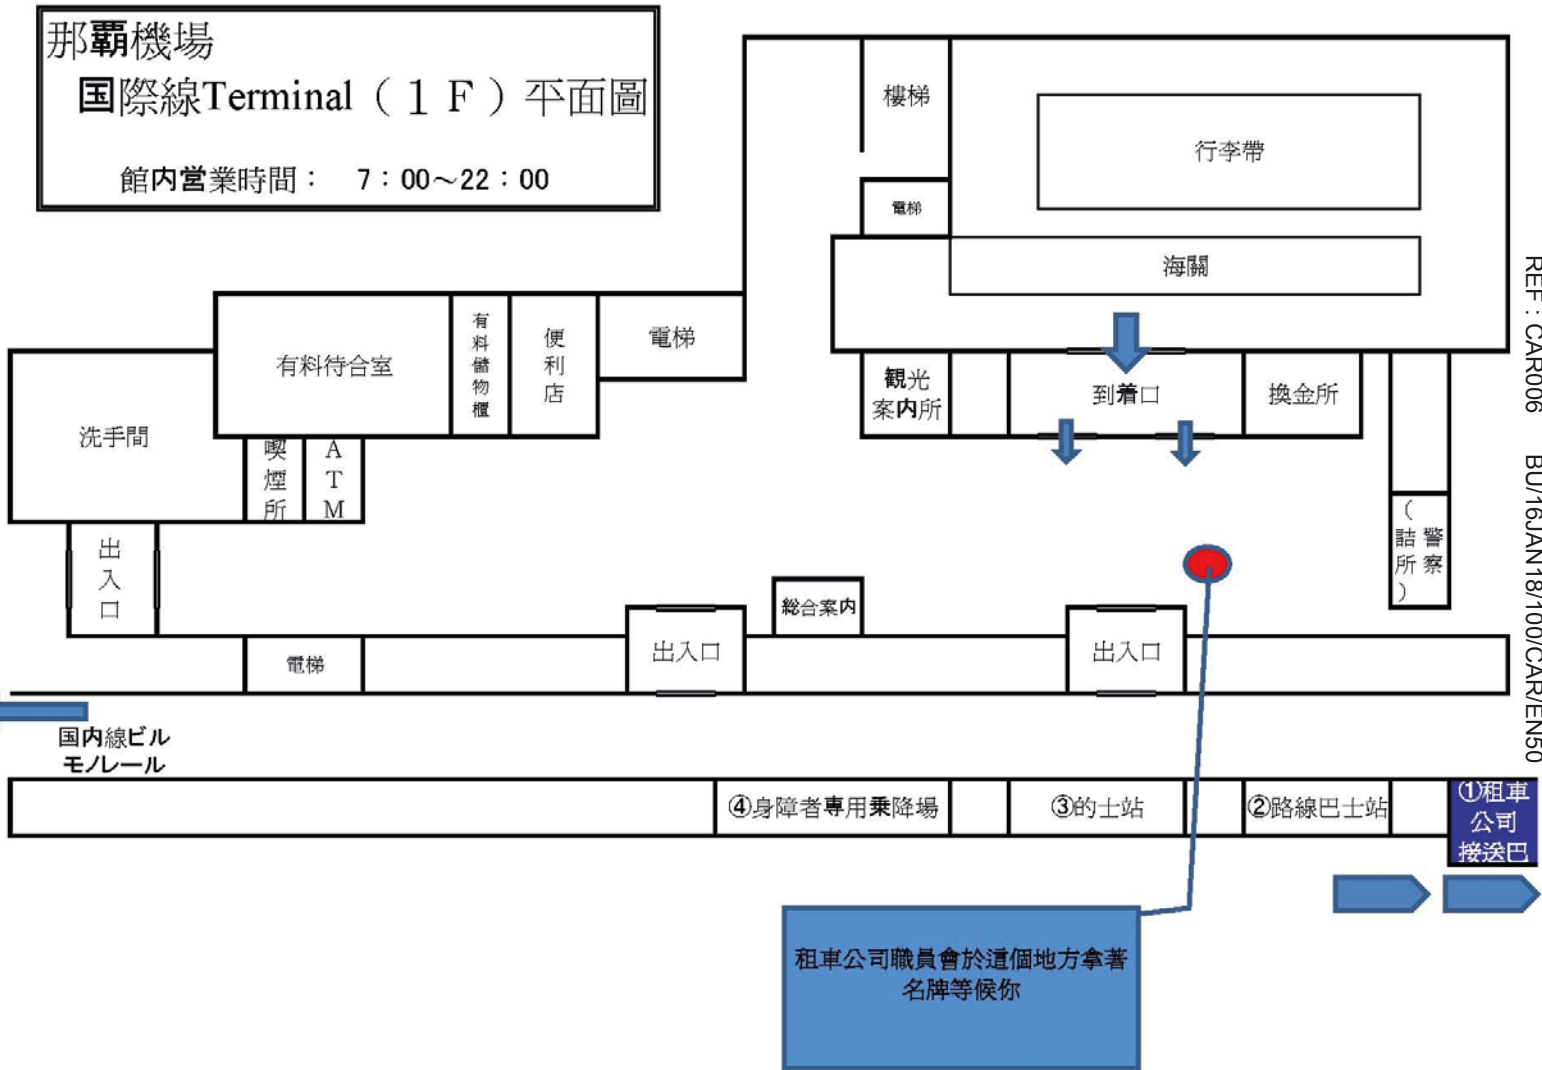 那覇機場
国際線Terminal（１Ｆ）平面圖
館内営業時間： 7：00～22：00
樓梯
行李帶
電梯
海關
有料待合室
有料儲物櫃
便利店
電梯
観光
案内所
到着口
換金所
洗手間
喫煙所
ATM
出入口
警察
（詰所）
総合案内
出入口
出入口
電梯
国内線ビル
モノレール
④身障者専用乗降場
③的士站
②路線巴士站
①租車
公司
接送巴
租車公司職員會於這個地方拿著
名牌等候你
REF : CAR006 BU/16JAN18/100/CAR/EN50